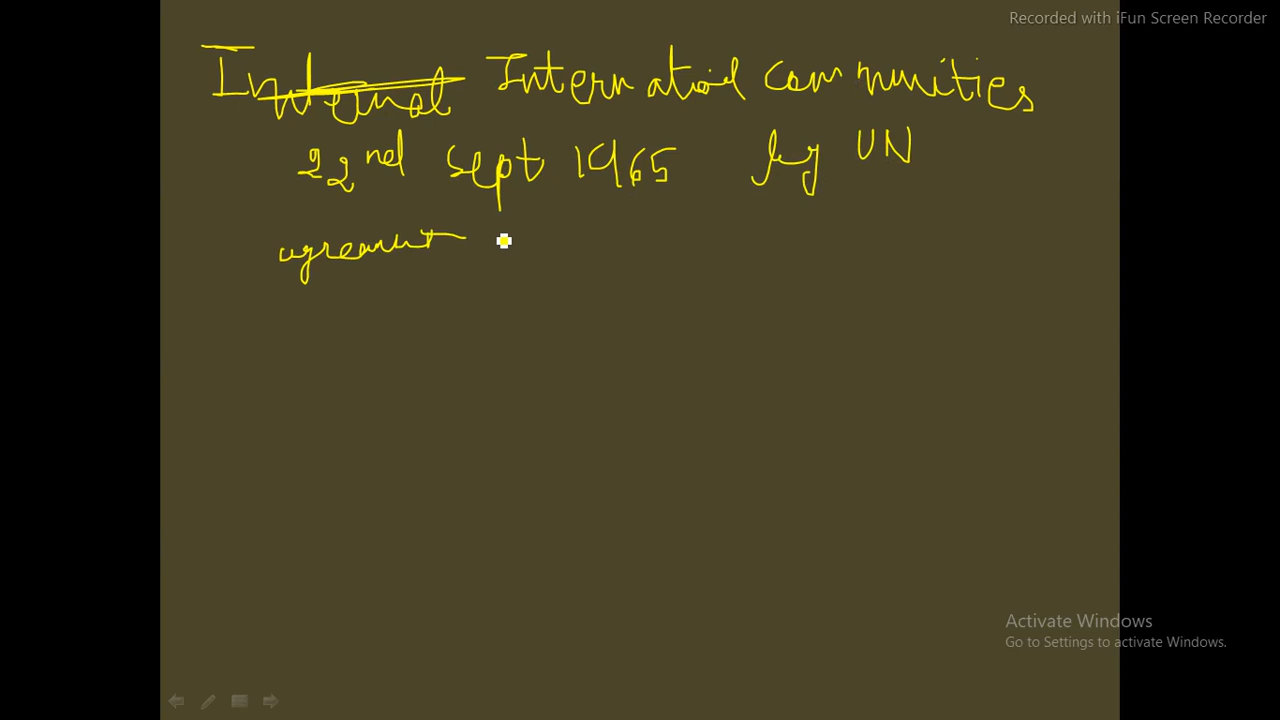 Recorded with iFun Screen Recorder
Internal International communities
22nd sept 1965 by UN
agreement
Activate Windows
Go to Settings to activate Windows.